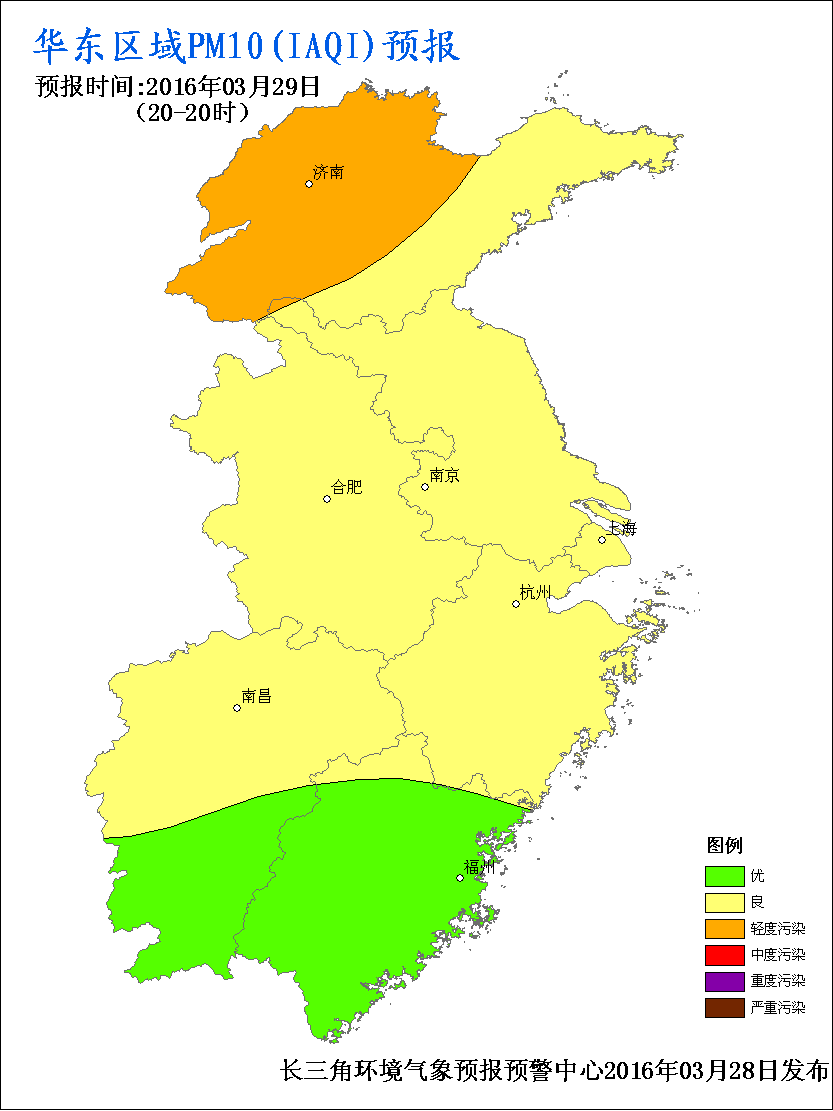 华东区域PM10(IAQI)预报
预报时间:2016年03月29日
(20-20时)
济南
南京
合肥
上海
杭州
南昌
福州
图例
优
良
轻度污染
中度污染
重度污染
严重污染
长三角环境气象预报预警中心2016年03月28日发布